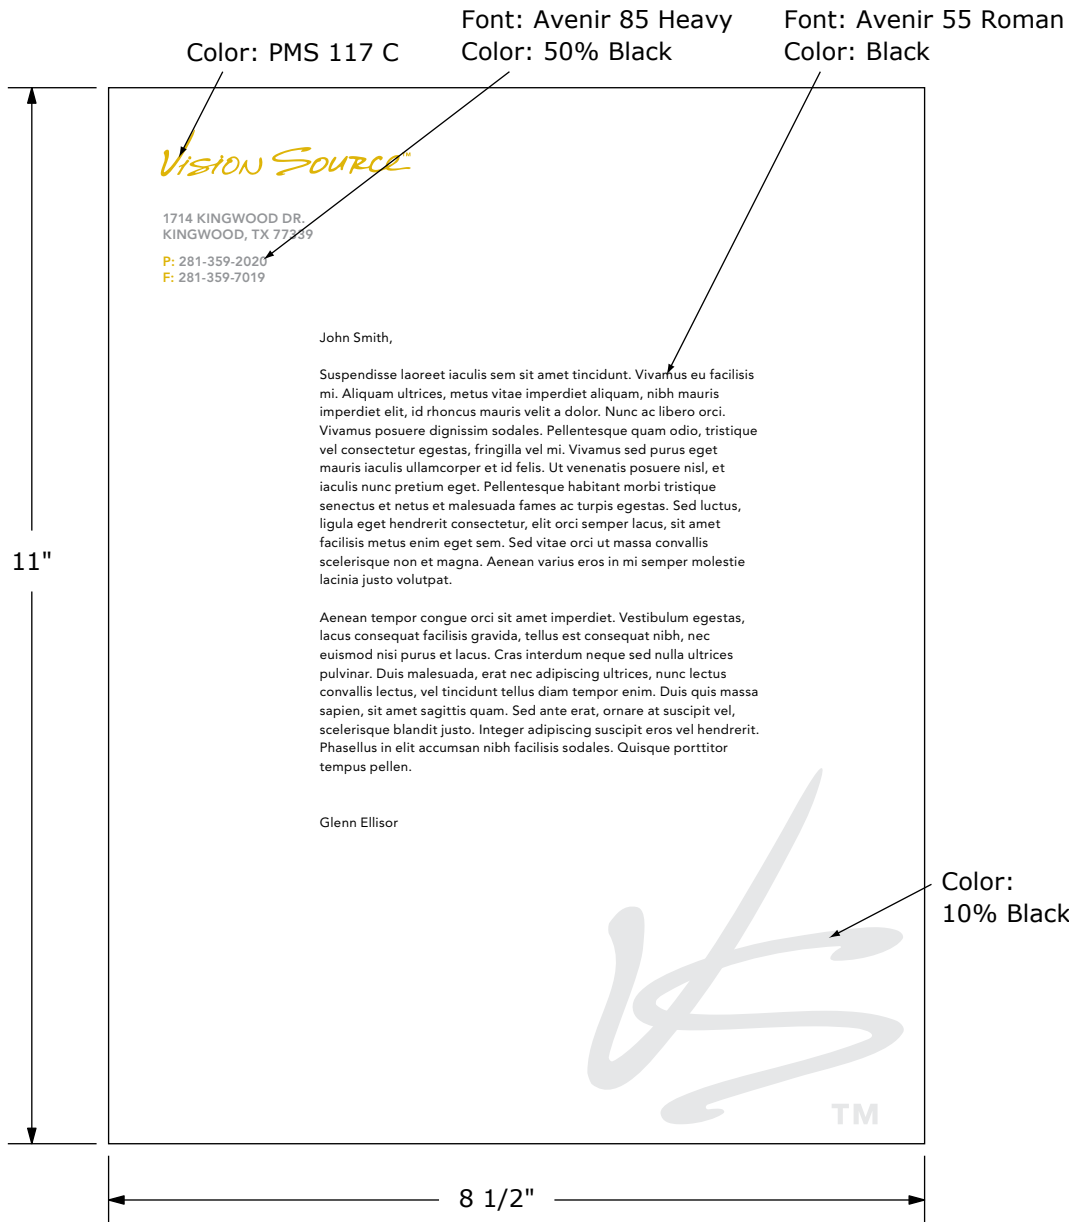 Font: Avenir 85 Heavy
Color: 50% Black
Font: Avenir 55 Roman
Color: Black
Color: PMS 117 C
Vision Source™
1714 KINGWOOD DR.
KINGWOOD, TX 77339
P: 281-359-2020
F: 281-359-7019
John Smith,
Suspendisse laoreet iaculis sem sit amet tincidunt. Vivamus eu facilisis
mi. Aliquam ultrices, metus vitae imperdiet aliquam, nibh mauris
imperdiet elit, id rhoncus mauris velit a dolor. Nunc ac libero orci.
Vivamus posuere dignissim sodales. Pellentesque quam odio, tristique
vel consectetur egestas, fringilla vel mi. Vivamus sed purus eget
mauris iaculis ullamcorper et id felis. Ut venenatis posuere nisl, et
iaculis nunc pretium eget. Pellentesque habitant morbi tristique
senectus et netus et malesuada fames ac turpis egestas. Sed luctus,
ligula eget hendrerit consectetur, elit orci semper lacus, sit amet
facilisis metus enim eget sem. Sed vitae orci ut massa convallis
scelerisque non et magna. Aenean varius eros in mi semper molestie
lacinia justo volutpat.
Aenean tempor congue orci sit amet imperdiet. Vestibulum egestas,
lacus consequat facilisis gravida, tellus est consequat nibh, nec
euismod nisi purus et lacus. Cras interdum neque sed nulla ultrices
pulvinar. Duis malesuada, erat nec adipiscing ultrices, nunc lectus
convallis lectus, vel tincidunt tellus diam tempor enim. Duis quis massa
sapien, sit amet sagittis quam. Sed ante erat, ornare at suscipit vel,
scelerisque blandit justo. Integer adipiscing suscipit eros vel hendrerit.
Phasellus in elit accumsan nibh facilisis sodales. Quisque porttitor
tempus pellen.
Glenn Ellisor
11"
Color:
10% Black
VS
TM
8 1/2"